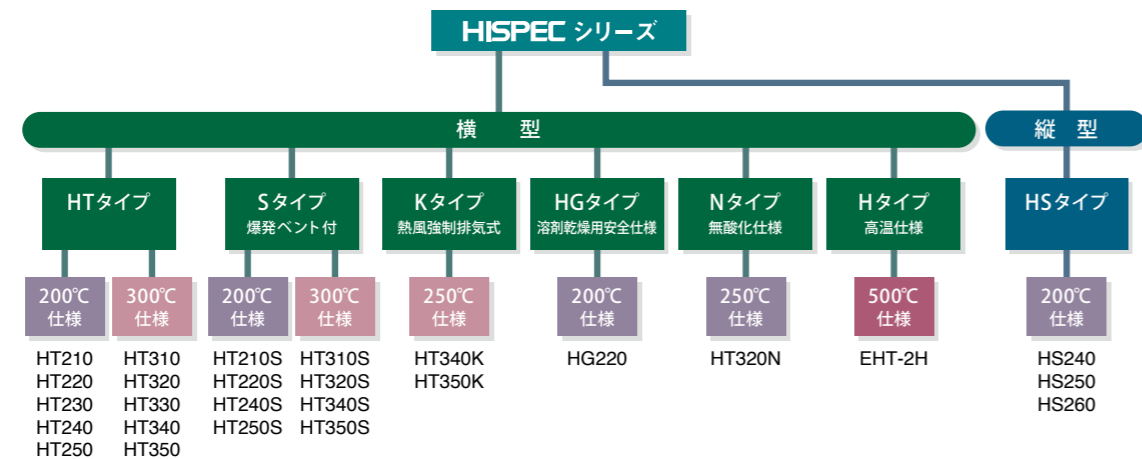 HISPEC シリーズ
横 型
縦 型
HTタイプ
Sタイプ
爆発ベント付
Kタイプ
熱風強制排気式
HGタイプ
溶剤乾燥用安全仕様
Nタイプ
無酸化仕様
Hタイプ
高温仕様
HSタイプ
200℃
仕様
HT210
HT220
HT230
HT240
HT250
300℃
仕様
HT310
HT320
HT330
HT340
HT350
200℃
仕様
HT210S
HT220S
HT240S
HT250S
300℃
仕様
HT310S
HT320S
HT340S
HT350S
250℃
仕様
HT340K
HT350K
200℃
仕様
HG220
250℃
仕様
HT320N
500℃
仕様
EHT-2H
200℃
仕様
HS240
HS250
HS260